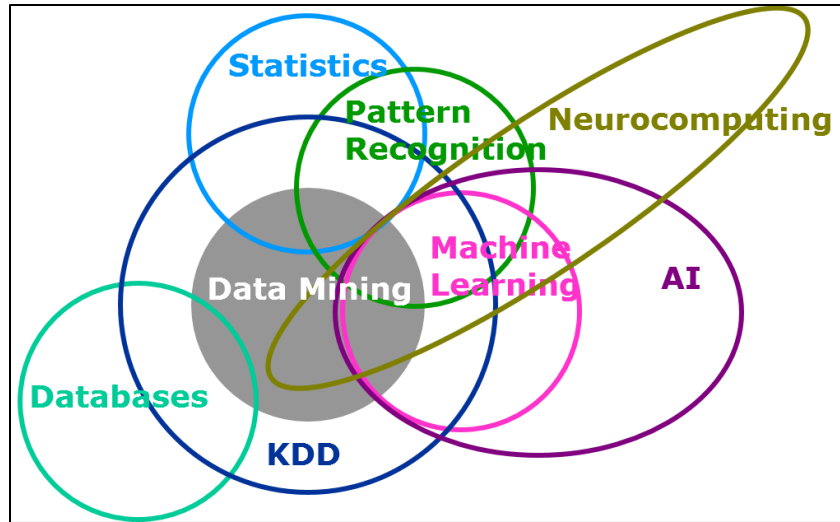 Statistics
Pattern
Recognition
Neurocomputing
Machine
Learning
AI
Data Mining
Databases
KDD